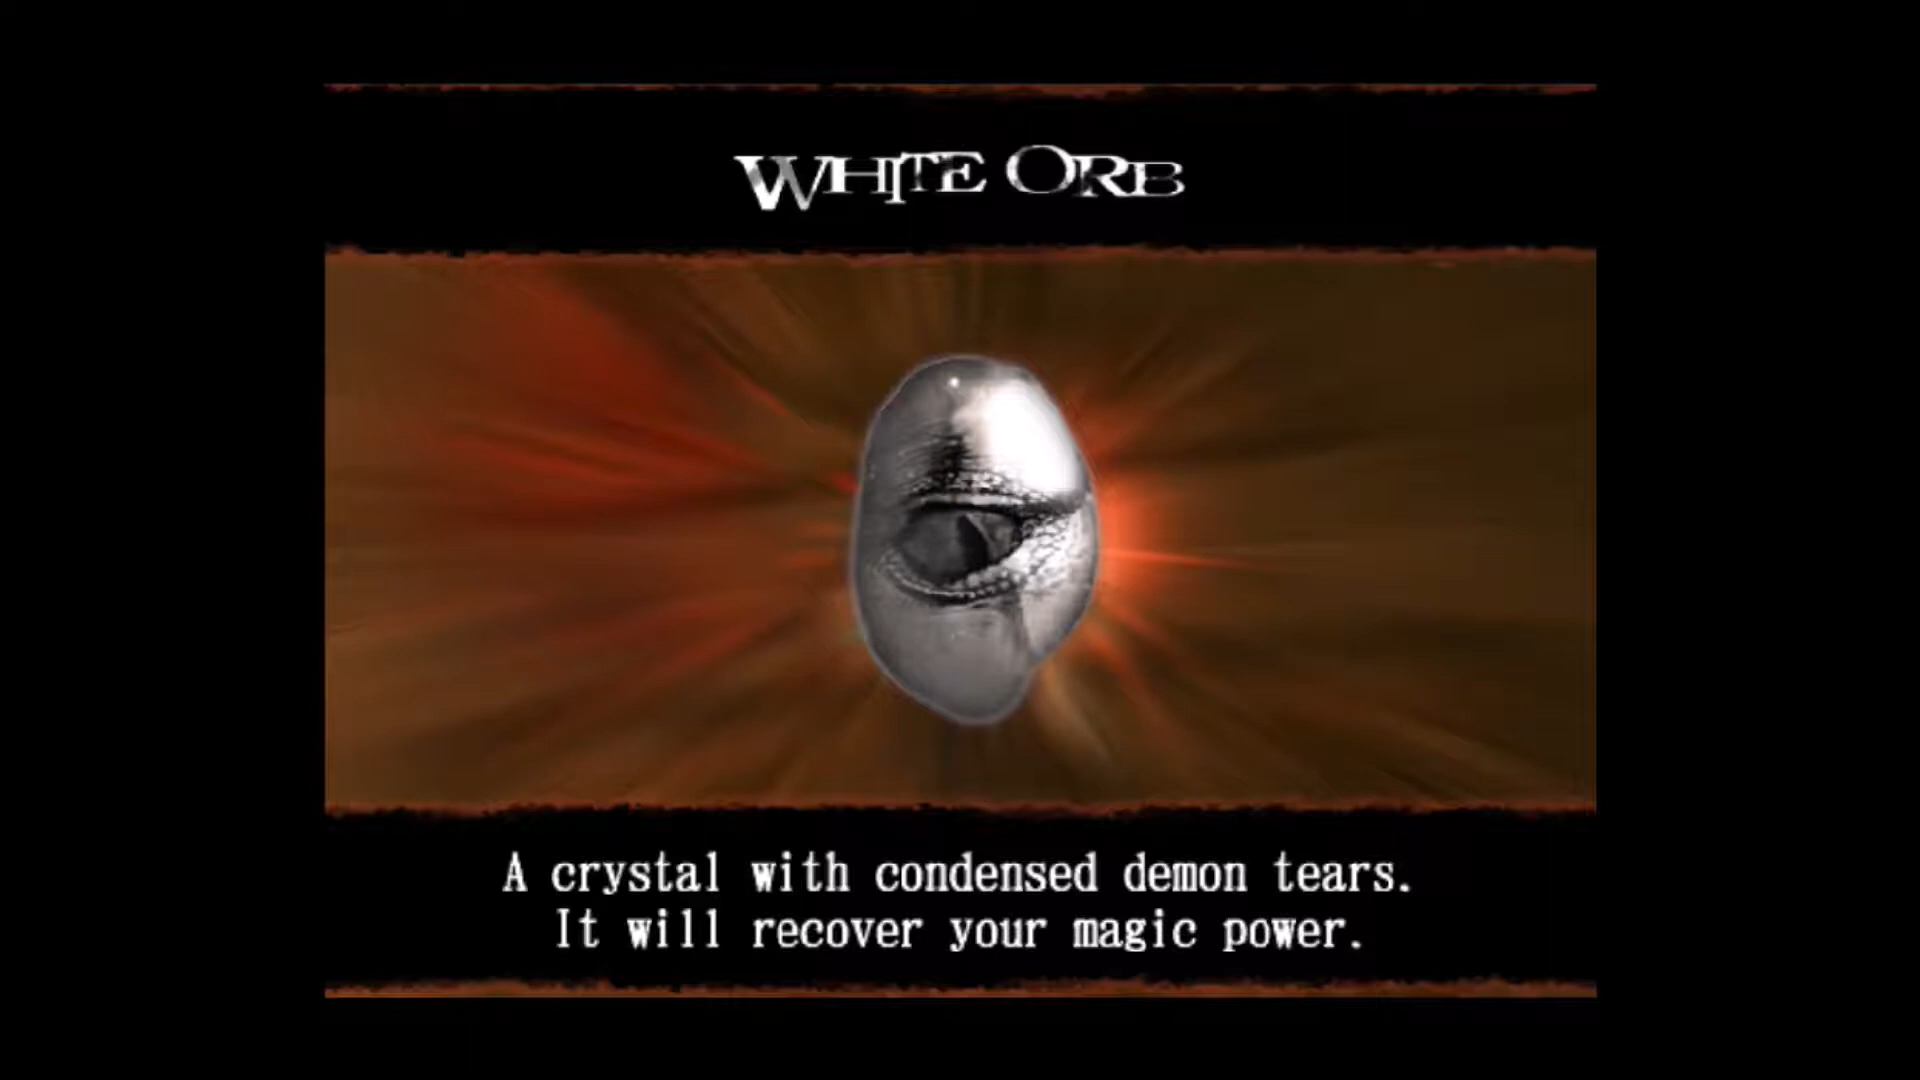 WHITE ORB
A crystal with condensed demon tears.
It will recover your magic power.